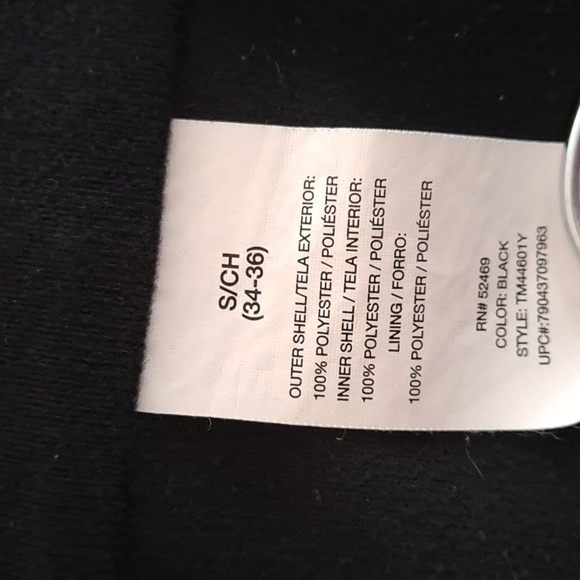 S/CH
(34-36)
OUTER SHELL/TELA EXTERIOR:
100% POLYESTER / POLIÉSTER
INNER SHELL / TELA INTERIOR:
100% POLYESTER / POLIÉSTER
LINING / FORRO:
100% POLYESTER / POLIÉSTER
RN# 52469
COLOR: BLACK
STYLE: TM44601Y
UPC#:790437097963